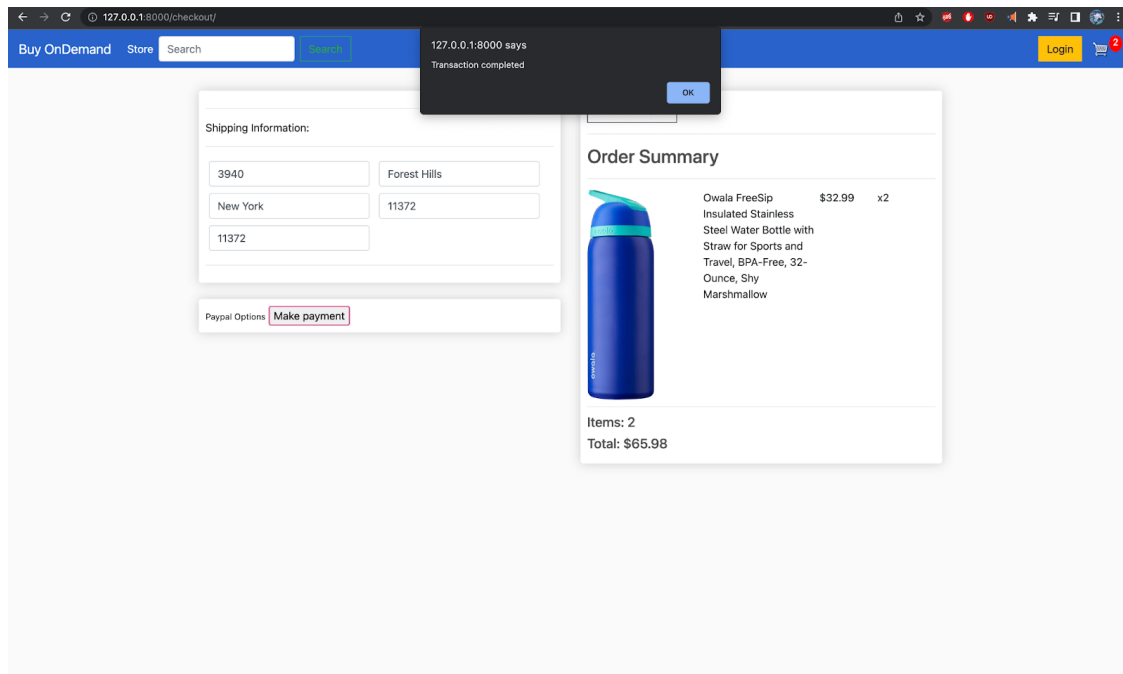 127.0.0.1:8000/checkout/
Buy OnDemand Store Search Search
127.0.0.1:8000 says
Transaction completed
OK
Login 2
Shipping Information:
3940 Forest Hills
New York 11372
11372
Paypal Options Make payment
Order Summary
Owala FreeSip $32.99 x2
Insulated Stainless
Steel Water Bottle with
Straw for Sports and
Travel, BPA-Free, 32-
Ounce, Shy
Marshmallow
owala
owala
Items: 2
Total: $65.98